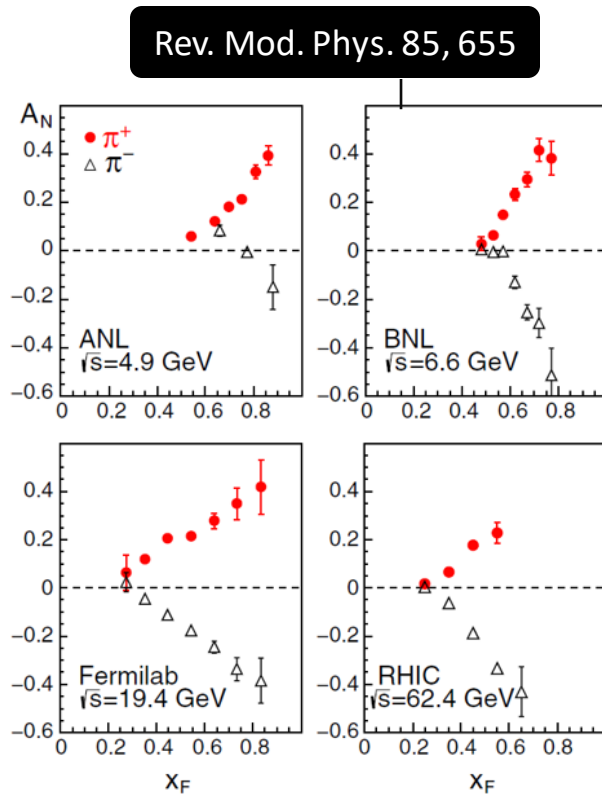 Rev. Mod. Phys. 85, 655
A_N
π⁺
π⁻
0.4
0.2
0
−0.2
−0.4
−0.6
ANL
√s=4.9 GeV
0 0.2 0.4 0.6 0.8
BNL
√s=6.6 GeV
0.4
0.2
0
−0.2
−0.4
−0.6
0 0.2 0.4 0.6 0.8
0.4
0.2
0
−0.2
−0.4
−0.6
Fermilab
√s=19.4 GeV
0 0.2 0.4 0.6 0.8
x_F
0.4
0.2
0
−0.2
−0.4
−0.6
RHIC
√s=62.4 GeV
0 0.2 0.4 0.6 0.8
x_F